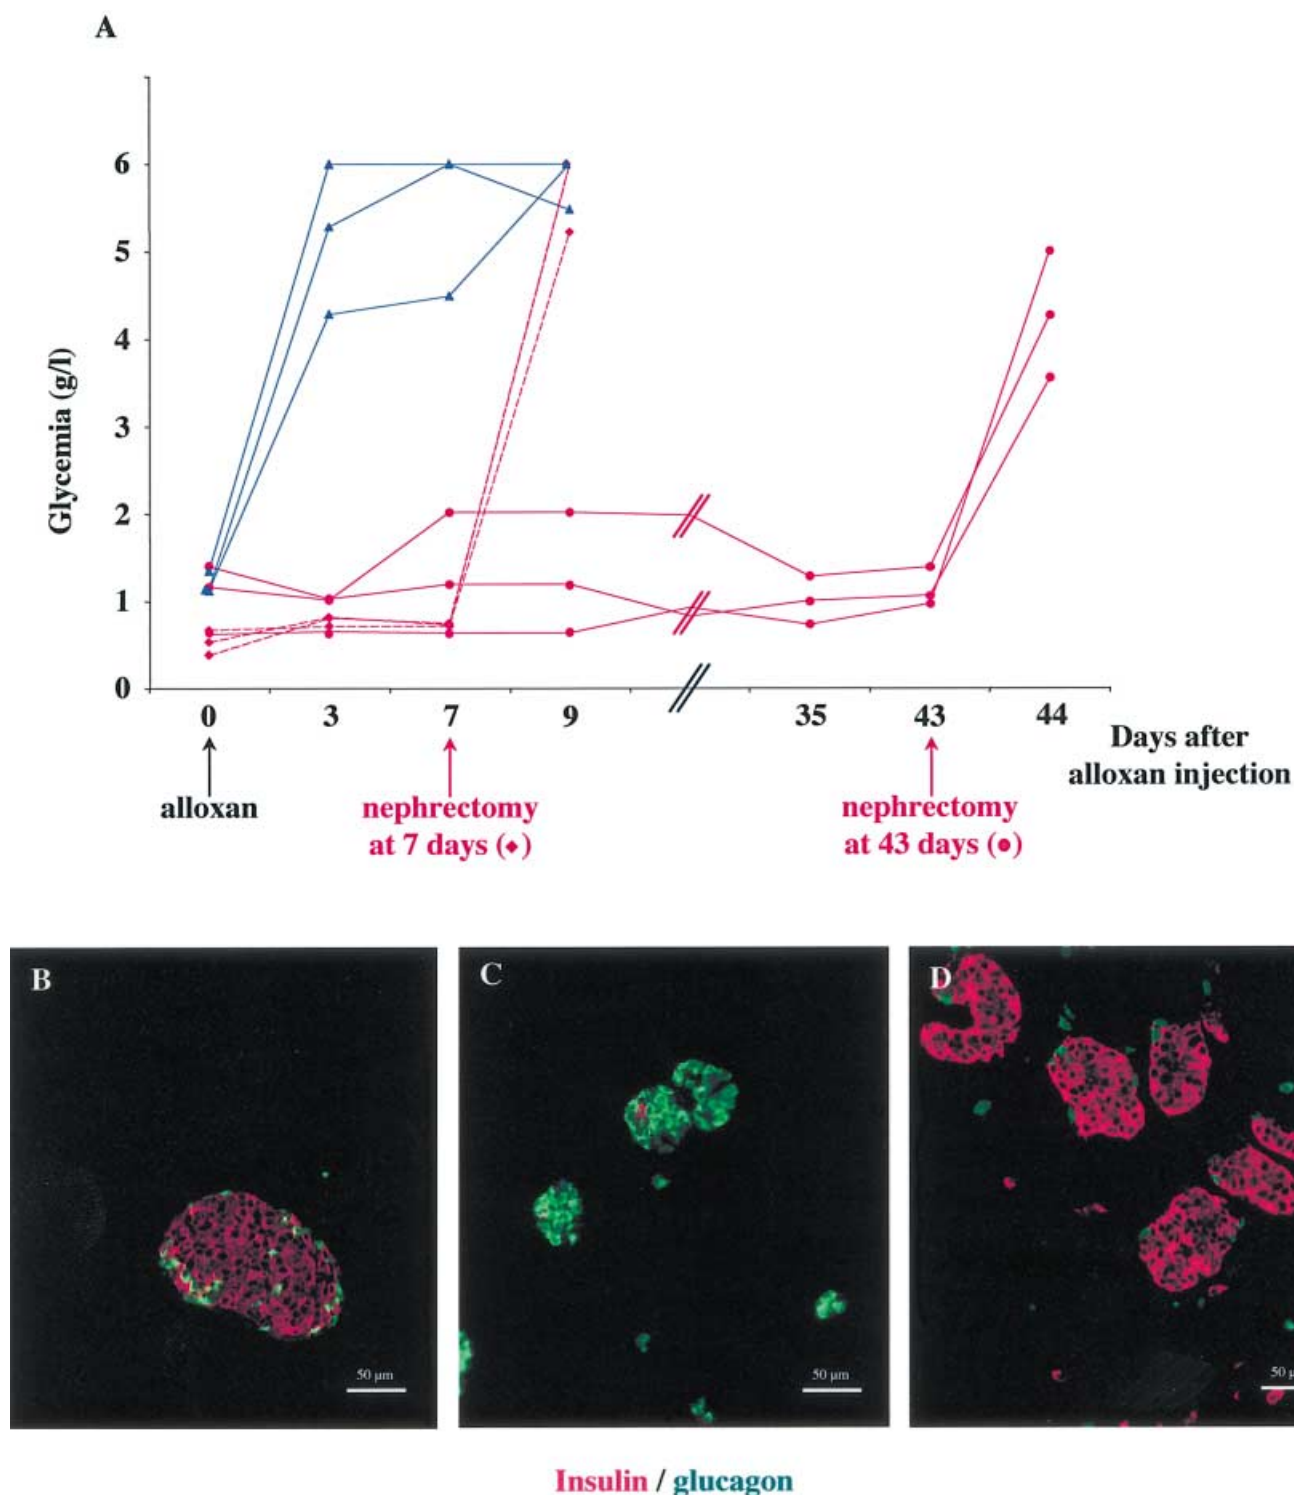 A
6
5
4
3
2
1
0
Glycemia (g/l)
0 3 7 9 35 43 44
Days after
alloxan injection
alloxan
nephrectomy
at 7 days (♦)
nephrectomy
at 43 days (●)
B
C
D
50 µm
50 µm
50 µ
Insulin / glucagon